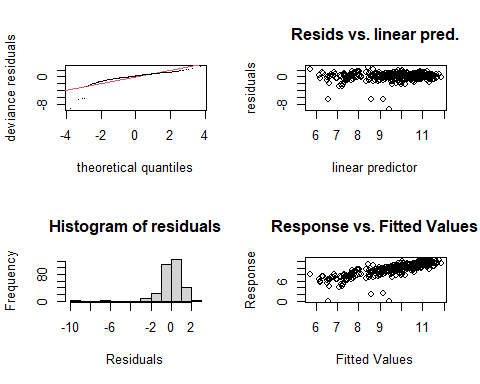 Resids vs. linear pred.
deviance residuals
-8 0
-4 -2 0 2 4
theoretical quantiles
residuals
-8 0
6 7 8 9 11
linear predictor
Histogram of residuals
Frequency
0 80
-10 -6 -2 0 2
Residuals
Response vs. Fitted Values
Response
0 6
6 7 8 9 11
Fitted Values